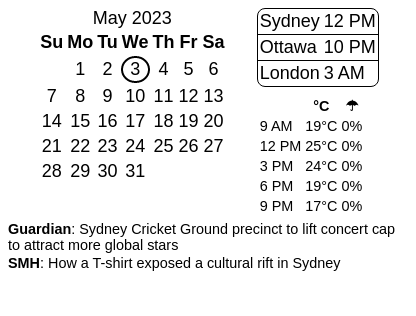 May 2023
Su Mo Tu We Th Fr Sa
1 2 3 4 5 6
7 8 9 10 11 12 13
14 15 16 17 18 19 20
21 22 23 24 25 26 27
28 29 30 31
Sydney 12 PM
Ottawa 10 PM
London 3 AM
°C ☂
9 AM 19°C 0%
12 PM 25°C 0%
3 PM 24°C 0%
6 PM 19°C 0%
9 PM 17°C 0%
Guardian: Sydney Cricket Ground precinct to lift concert cap
to attract more global stars
SMH: How a T-shirt exposed a cultural rift in Sydney